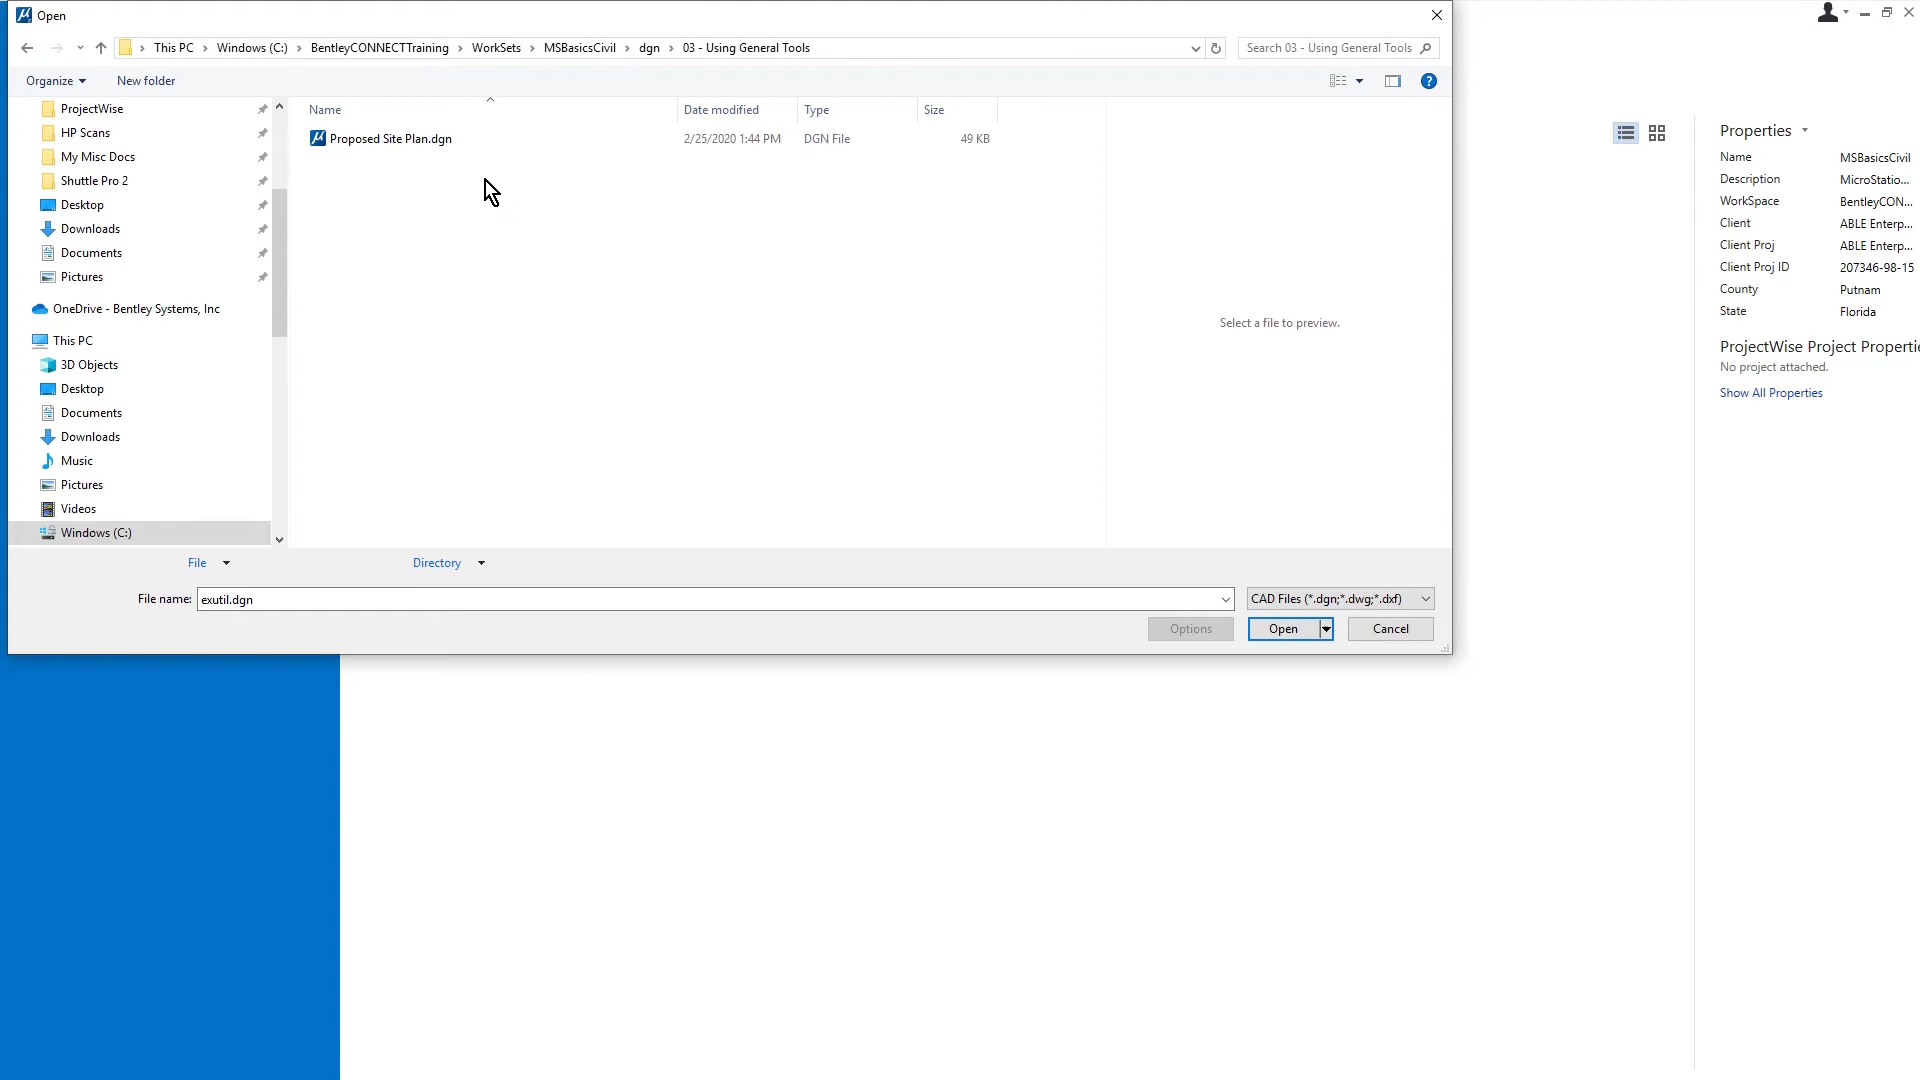 Open
This PC > Windows (C:) > BentleyCONNECTTraining > WorkSets > MSBasicsCivil > dgn > 03 - Using General Tools
Search 03 - Using General Tools
Organize
New folder
ProjectWise
HP Scans
My Misc Docs
Shuttle Pro 2
Desktop
Downloads
Documents
Pictures
OneDrive - Bentley Systems, Inc
This PC
3D Objects
Desktop
Documents
Downloads
Music
Pictures
Videos
Windows (C:)
Name Date modified Type Size
Proposed Site Plan.dgn 2/25/2020 1:44 PM DGN File 49 KB
Select a file to preview.
File Directory
File name: exutil.dgn
CAD Files (*.dgn;*.dwg;*.dxf)
Options Open Cancel
Properties
Name MSBasicsCivil
Description MicroStatio...
WorkSpace BentleyCON...
Client ABLE Enterp...
Client Proj ABLE Enterp...
Client Proj ID 207346-98-15
County Putnam
State Florida
ProjectWise Project Propertie
No project attached.
Show All Properties